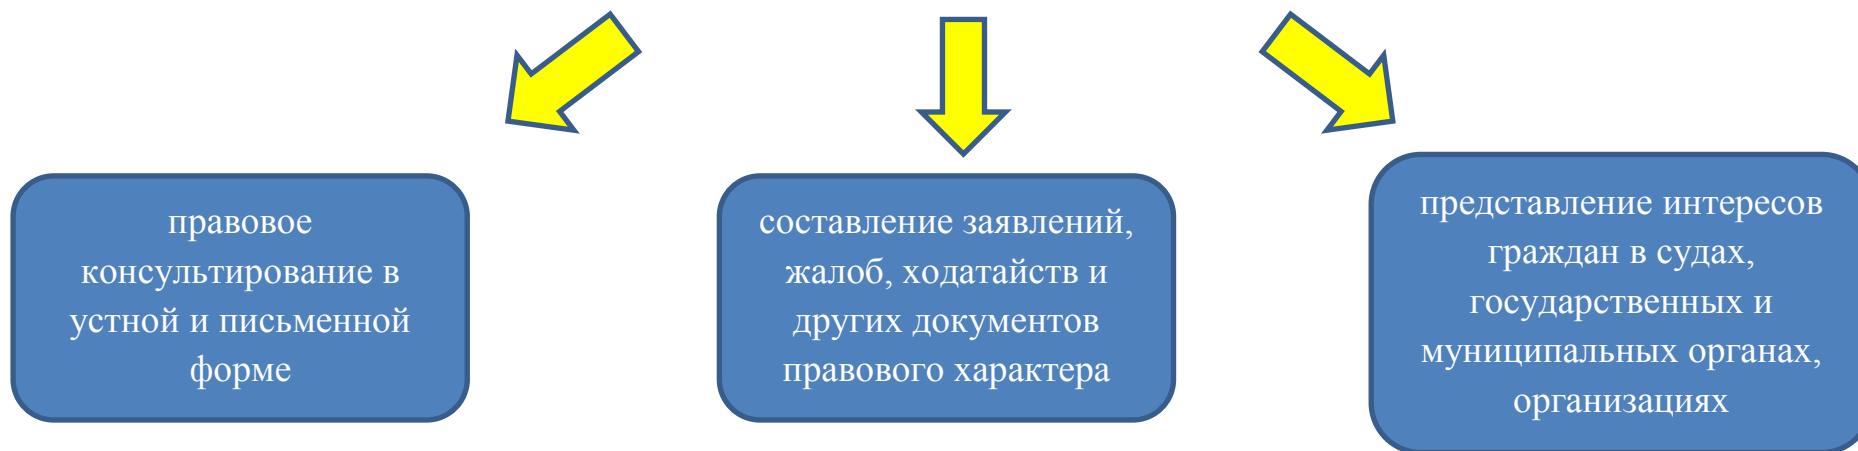 правовое
консультирование в
устной и письменной
форме
составление заявлений,
жалоб, ходатайств и
других документов
правового характера
представление интересов
граждан в судах,
государственных и
муниципальных органах,
организациях